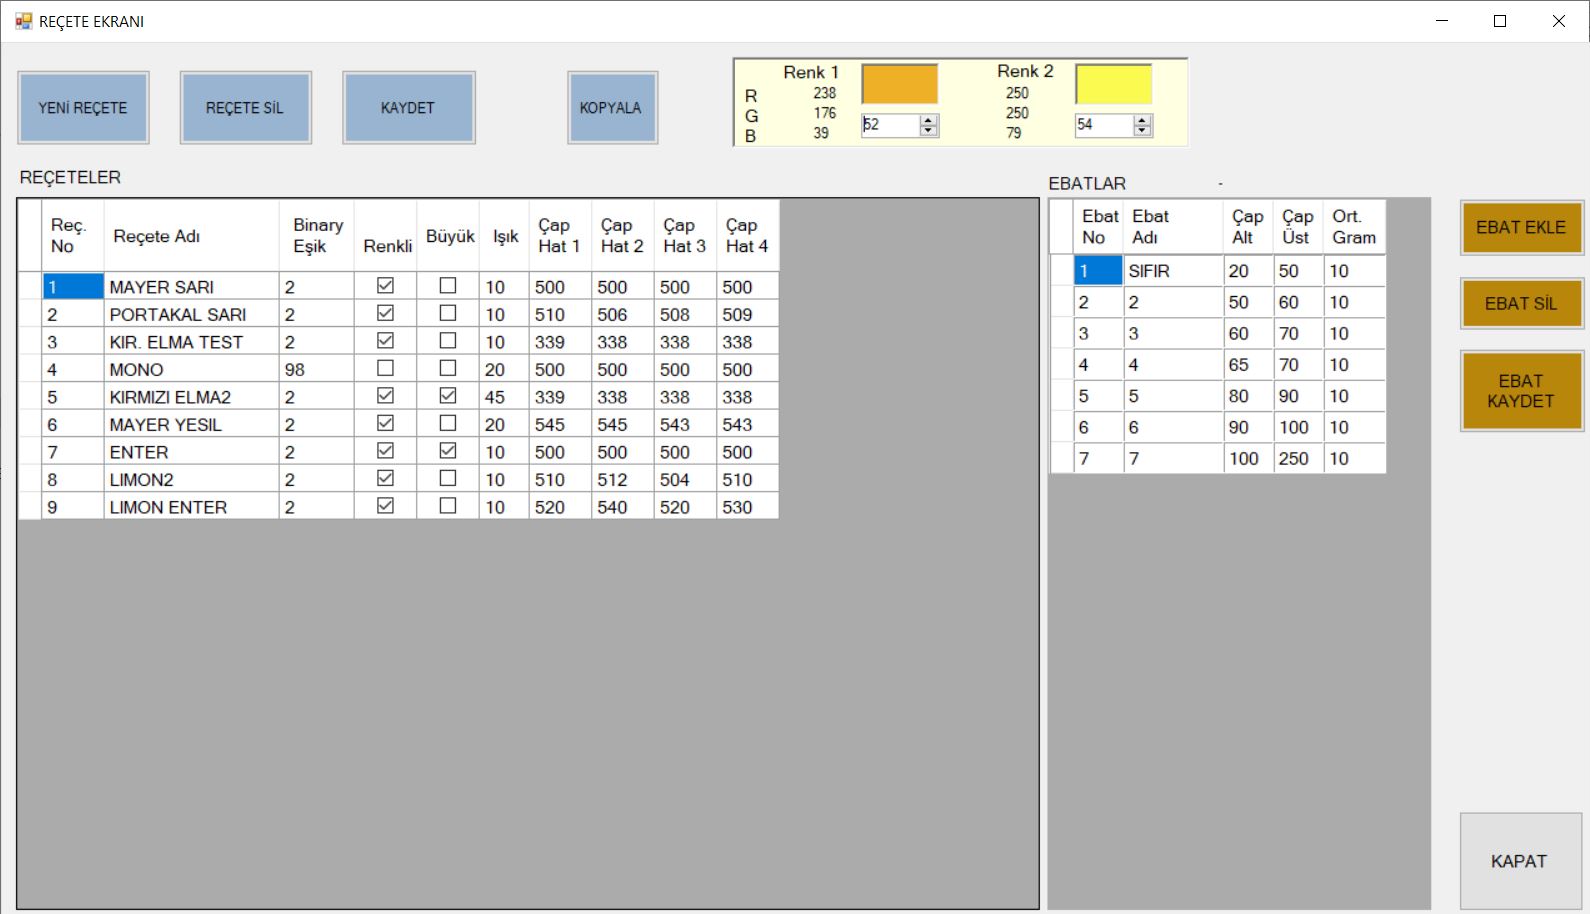 REÇETE EKRANI
YENİ REÇETE
REÇETE SİL
KAYDET
KOPYALA
Renk 1
Renk 2
R 238 250
G 176 250
B 39 79
52
54
REÇETELER
Reç. No Reçete Adı Binary Eşik Renkli Büyük Işık Çap Hat 1 Çap Hat 2 Çap Hat 3 Çap Hat 4
1 MAYER SARI 2 10 500 500 500 500
2 PORTAKAL SARI 2 10 510 506 508 509
3 KIR. ELMA TEST 2 10 339 338 338 338
4 MONO 98 20 500 500 500 500
5 KIRMIZI ELMA2 2 45 339 338 338 338
6 MAYER YESIL 2 20 545 545 543 543
7 ENTER 2 10 500 500 500 500
8 LIMON2 2 10 510 512 504 510
9 LIMON ENTER 2 10 520 540 520 530
EBATLAR -
Ebat No Ebat Adı Çap Alt Çap Üst Ort. Gram
1 SIFIR 20 50 10
2 2 50 60 10
3 3 60 70 10
4 4 65 70 10
5 5 80 90 10
6 6 90 100 10
7 7 100 250 10
EBAT EKLE
EBAT SİL
EBAT
KAYDET
KAPAT